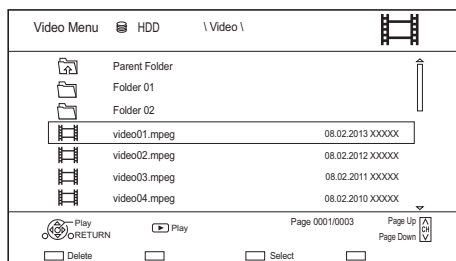 Video Menu HDD \ Video \
Parent Folder
Folder 01
Folder 02
video01.mpeg 08.02.2013 XXXXX
video02.mpeg 08.02.2012 XXXXX
video03.mpeg 08.02.2011 XXXXX
video04.mpeg 08.02.2010 XXXXX
Play Play Page 0001/0003 Page Up
RETURN Page Down CH
Delete Select